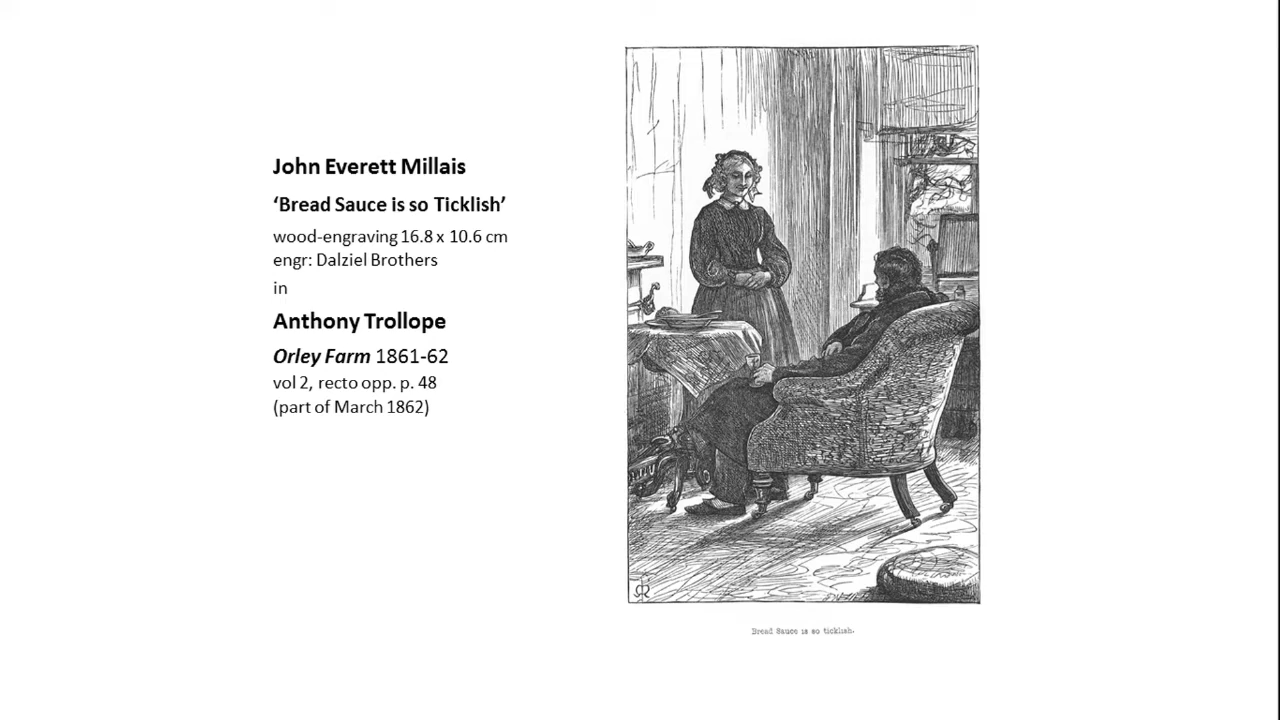 John Everett Millais
‘Bread Sauce is so Ticklish’
wood-engraving 16.8 x 10.6 cm
engr: Dalziel Brothers
in
Anthony Trollope
Orley Farm 1861-62
vol 2, recto opp. p. 48
(part of March 1862)
Bread Sauce is so ticklish.